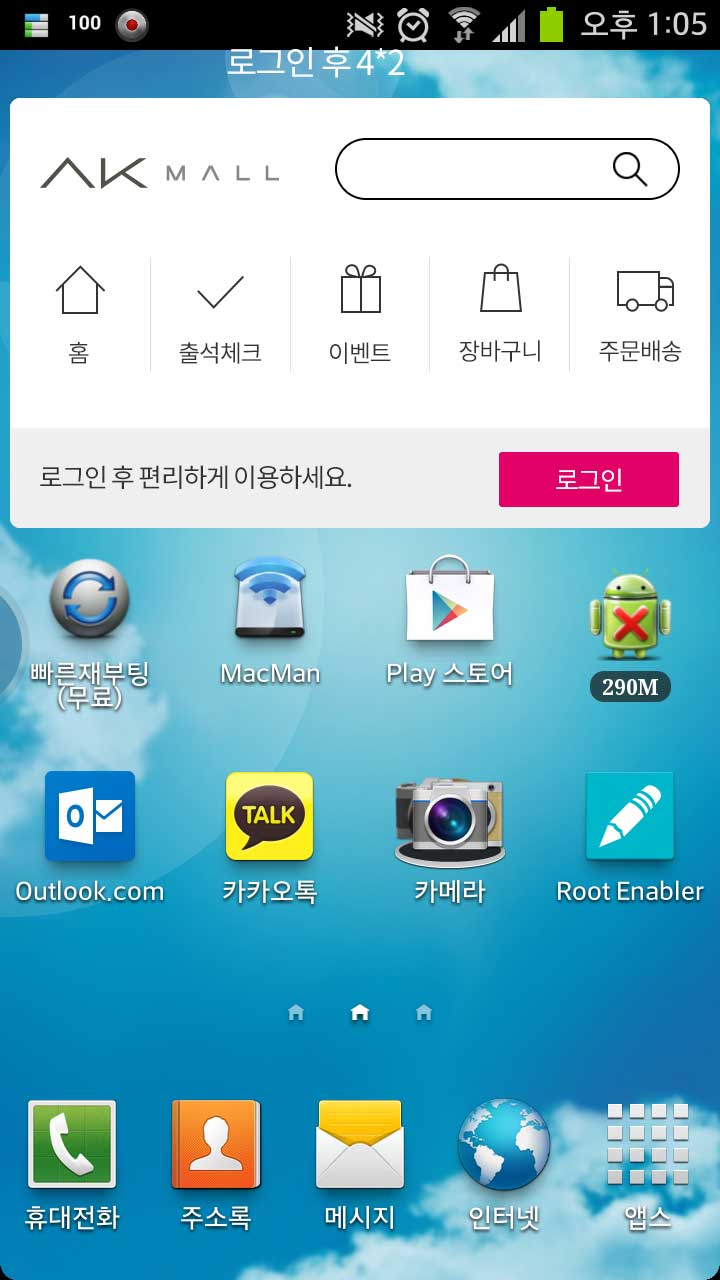 100
오후 1:05
로그인 후 4*2
AK MALL
홈
출석체크
이벤트
장바구니
주문배송
로그인 후 편리하게 이용하세요.
로그인
빠른재부팅
(무료)
MacMan
Play 스토어
290M
Outlook.com
TALK
카카오톡
카메라
Root Enabler
휴대전화
주소록
메시지
인터넷
앱스